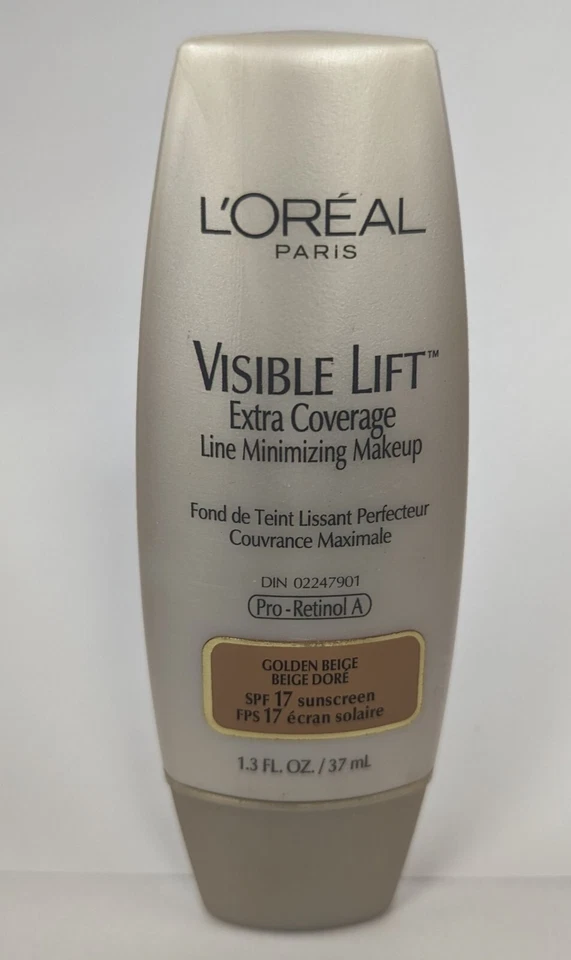 L'ORÉAL
PARiS
VISIBLE LIFT™
Extra Coverage
Line Minimizing Makeup
Fond de Teint Lissant Perfecteur
Couvrance Maximale
DIN 02247901
Pro-Retinol A
GOLDEN BEIGE
BEIGE DORÉ
SPF 17 sunscreen
FPS 17 écran solaire
1.3 FL. OZ. / 37 mL